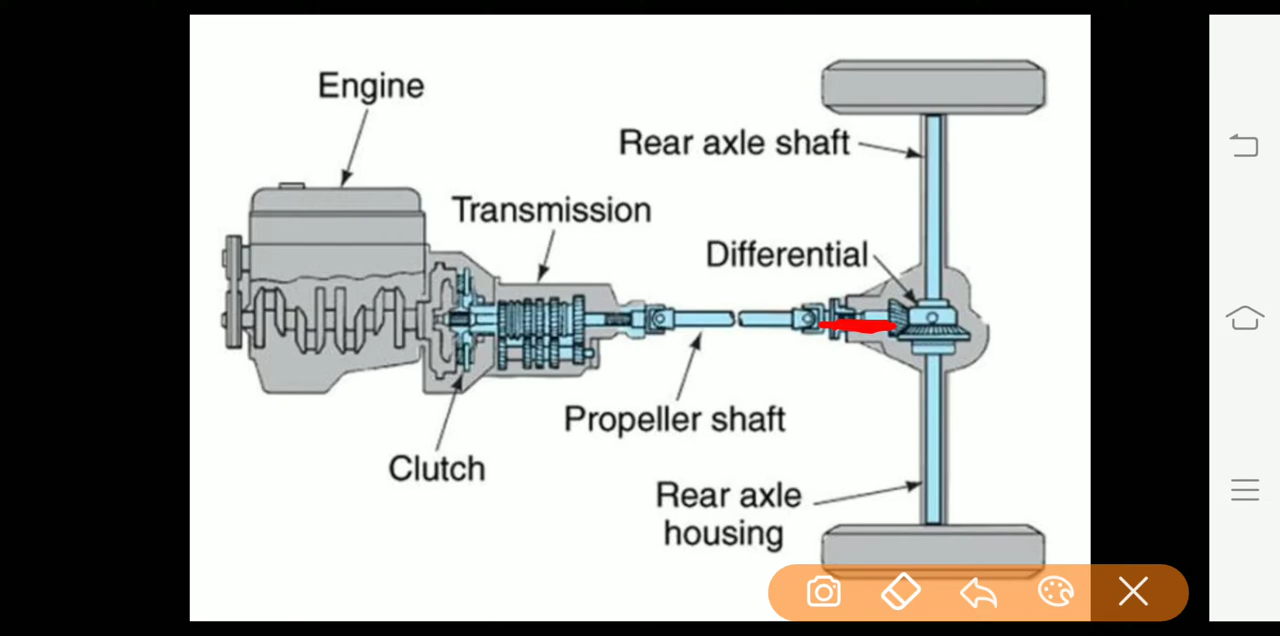 Engine
Rear axle shaft
Transmission
Differential
Propeller shaft
Clutch
Rear axle
housing